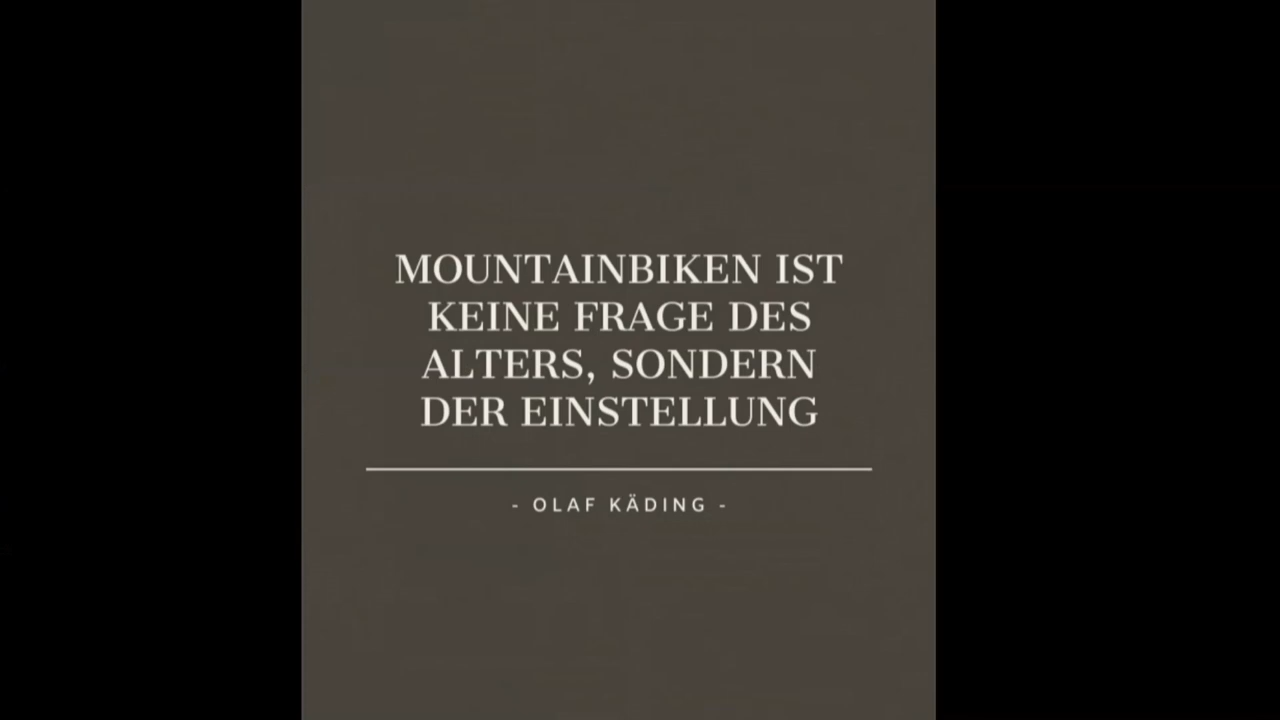 MOUNTAINBIKEN IST
KEINE FRAGE DES
ALTERS, SONDERN
DER EINSTELLUNG
- OLAF KÄDING -